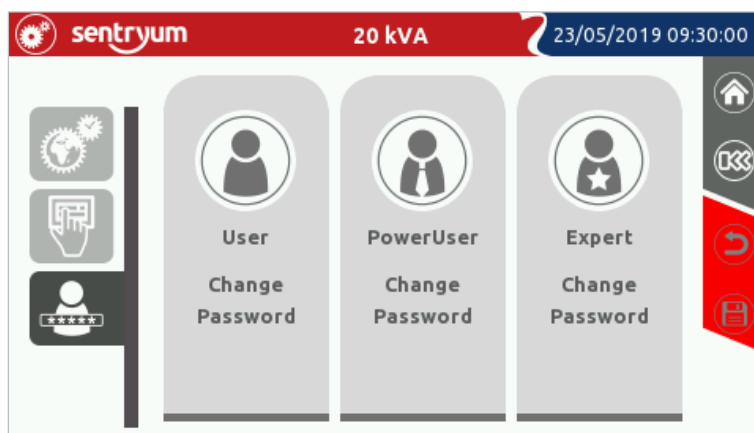 sentryum 20 kVA 23/05/2019 09:30:00
User PowerUser Expert
Change Change Change
Password Password Password
*****